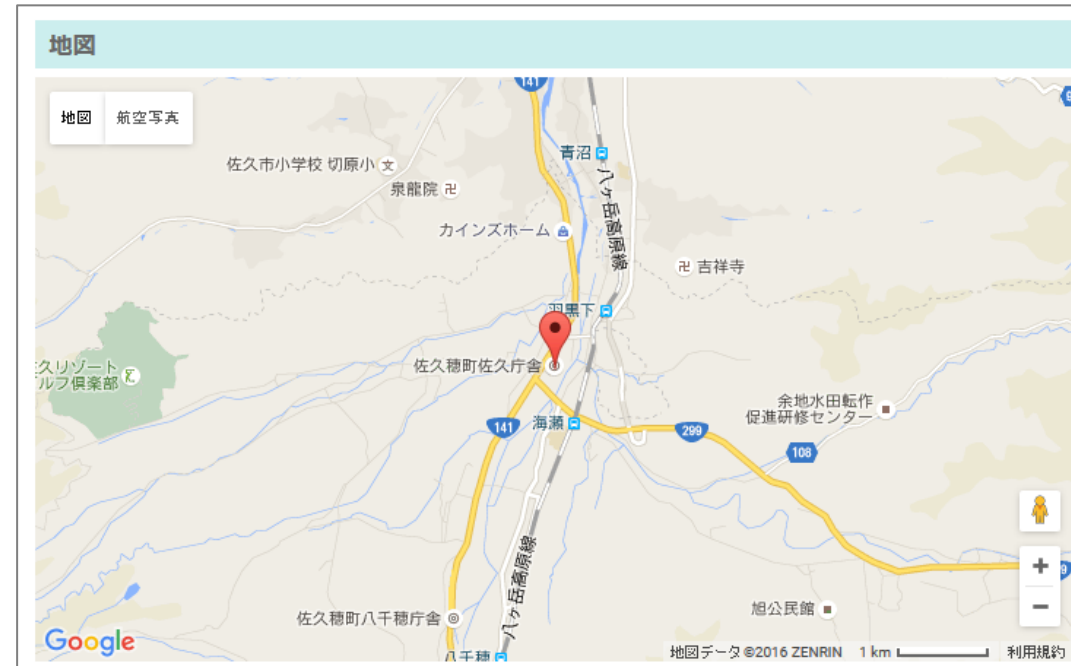 地図
地図
航空写真
141
青沼
佐久市小学校 切原小
泉龍院
八ヶ岳高原線
カインズホーム
吉祥寺
羽黒下
佐久穂町佐久庁舎
久リゾート
ルフ倶楽部
余地水田転作
促進研修センター
141
海瀬
299
108
八ヶ岳高原線
佐久穂町八千穂庁舎
旭公民館
八千穂
Google
地図データ ©2016 ZENRIN
1 km
利用規約